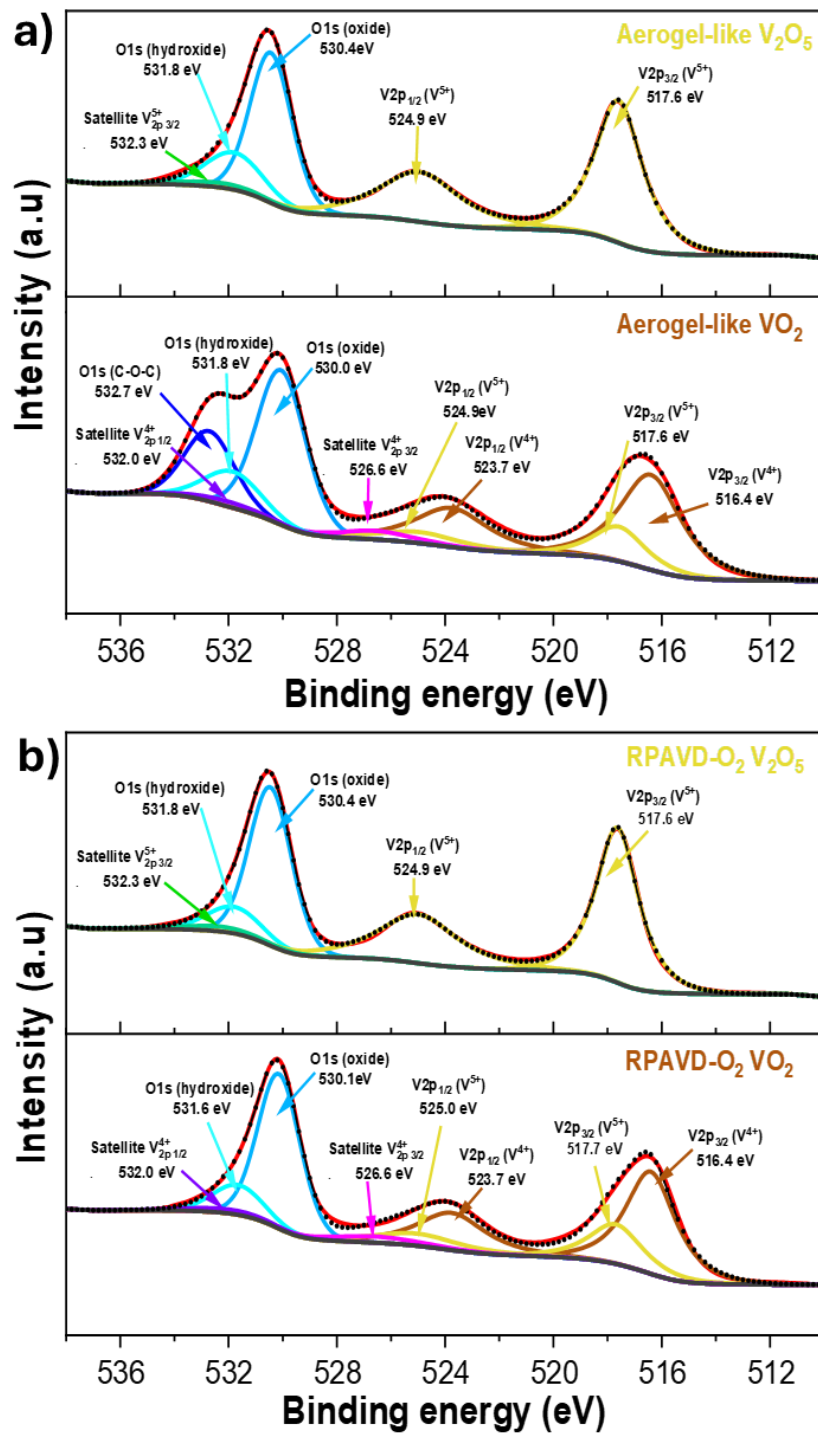 a)
Aerogel-like V₂O₅
O1s (oxide)
530.4eV
O1s (hydroxide)
531.8 eV
Satellite V⁵⁺₂p 3/2
532.3 eV
V2p₁/₂ (V⁵⁺)
524.9 eV
V2p₃/₂ (V⁵⁺)
517.6 eV
Aerogel-like VO₂
O1s (hydroxide)
531.8 eV
O1s (oxide)
530.0 eV
O1s (C-O-C)
532.7 eV
Satellite V⁴⁺₂p 1/2
532.0 eV
Satellite V⁴⁺₂p 3/2
526.6 eV
V2p₁/₂ (V⁵⁺)
524.9eV
V2p₁/₂ (V⁴⁺)
523.7 eV
V2p₃/₂ (V⁵⁺)
517.6 eV
V2p₃/₂ (V⁴⁺)
516.4 eV
Intensity (a.u)
536 532 528 524 520 516 512
Binding energy (eV)
b)
RPAVD-O₂ V₂O₅
O1s (hydroxide)
531.8 eV
O1s (oxide)
530.4 eV
Satellite V⁵⁺₂p 3/2
532.3 eV
V2p₁/₂ (V⁵⁺)
524.9 eV
V2p₃/₂ (V⁵⁺)
517.6 eV
RPAVD-O₂ VO₂
O1s (oxide)
530.1eV
O1s (hydroxide)
531.6 eV
Satellite V⁴⁺₂p 1/2
532.0 eV
Satellite V⁴⁺₂p 3/2
526.6 eV
V2p₁/₂ (V⁵⁺)
525.0 eV
V2p₁/₂ (V⁴⁺)
523.7 eV
V2p₃/₂ (V⁵⁺)
517.7 eV
V2p₃/₂ (V⁴⁺)
516.4 eV
Intensity (a.u)
536 532 528 524 520 516 512
Binding energy (eV)